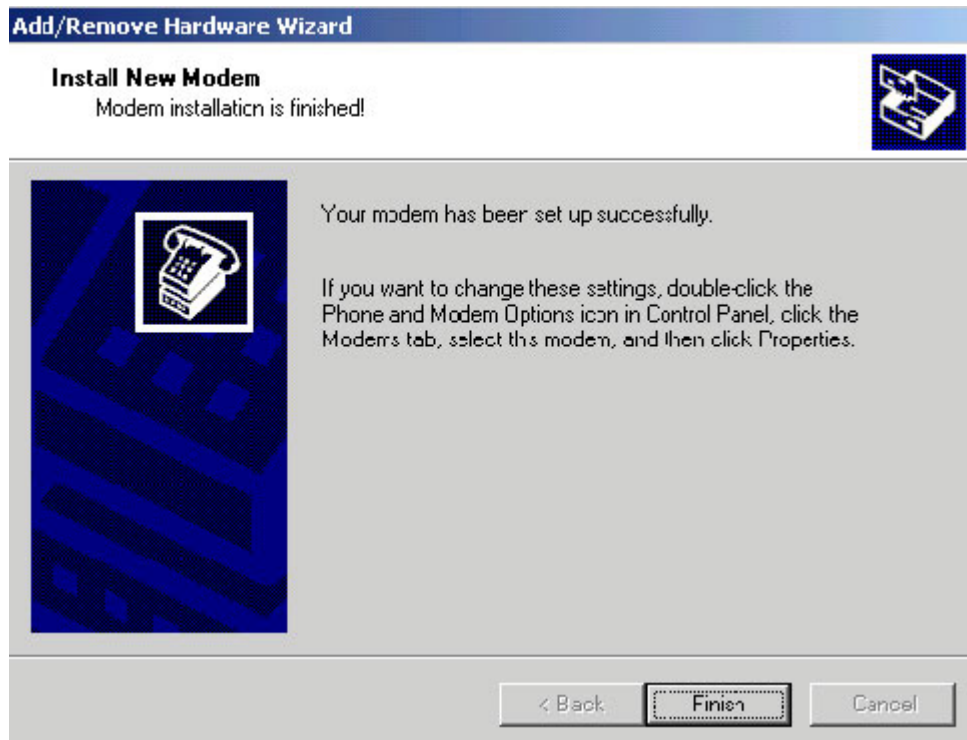 Add/Remove Hardware Wizard
Install New Modem
Modem installation is finished!
Your modem has been set up successfully.
If you want to change these settings, double-click the
Phone and Modem Options icon in Control Panel, click the
Modems tab, select this modem, and then click Properties.
< Back
Finish
Cancel